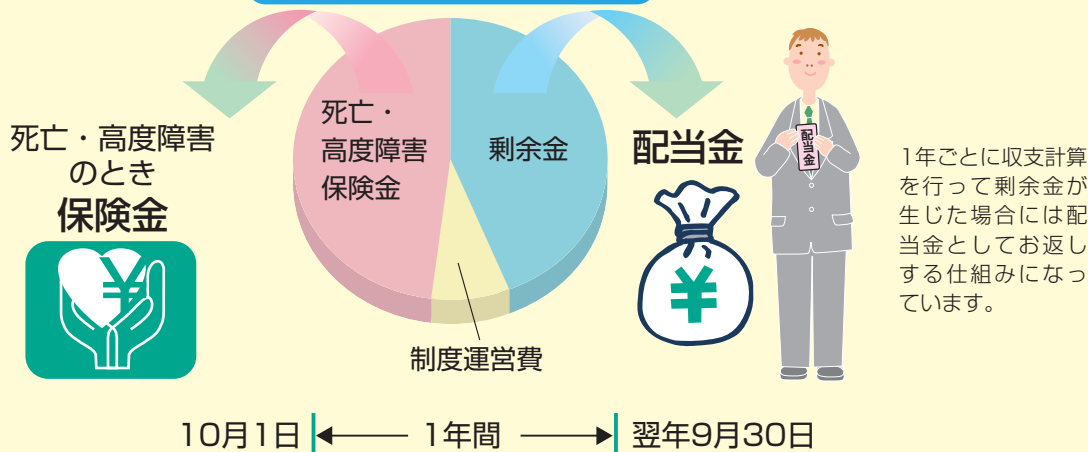 死亡・高度障害
のとき
保険金
死亡・
高度障害
保険金
剰余金
制度運営費
配当金
配当金
1年ごとに収支計算
を行って剰余金が
生じた場合には配
当金としてお返し
する仕組みになっ
ています。
10月1日
1年間
翌年9月30日